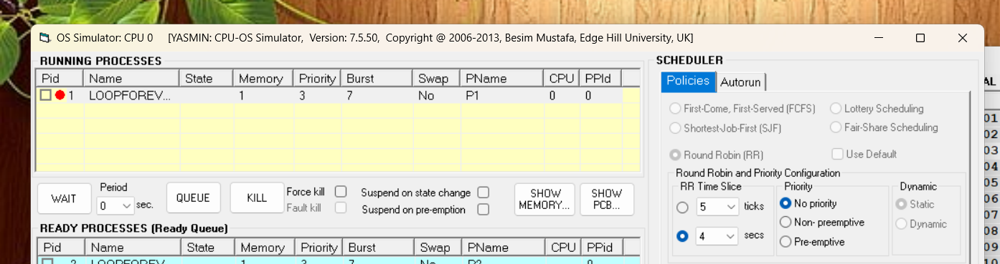 OS Simulator: CPU 0 [YASMIN: CPU-OS Simulator, Version: 7.5.50, Copyright @ 2006-2013, Besim Mustafa, Edge Hill University, UK]
RUNNING PROCESSES
Pid Name State Memory Priority Burst Swap PName CPU PPId
1 LOOPFOREV... 1 3 7 No P1 0 0
WAIT
Period
0 sec.
QUEUE
KILL
Force kill
Fault kill
Suspend on state change
Suspend on pre-emption
SHOW
MEMORY...
SHOW
PCB...
READY PROCESSES (Ready Queue)
Pid Name State Memory Priority Burst Swap PName CPU PPid
2 LOOPFOREV... 1 3 7 No P2 0
SCHEDULER
Policies Autorun
First-Come, First-Served (FCFS)
Lottery Scheduling
Shortest-Job-First (SJF)
Fair-Share Scheduling
Round Robin (RR)
Use Default
Round Robin and Priority Configuration
RR Time Slice
5 ticks
4 secs
Priority
No priority
Non- preemptive
Pre-emptive
Dynamic
Static
Dynamic
AL
01
02
03
04
05
06
07
08
09
10